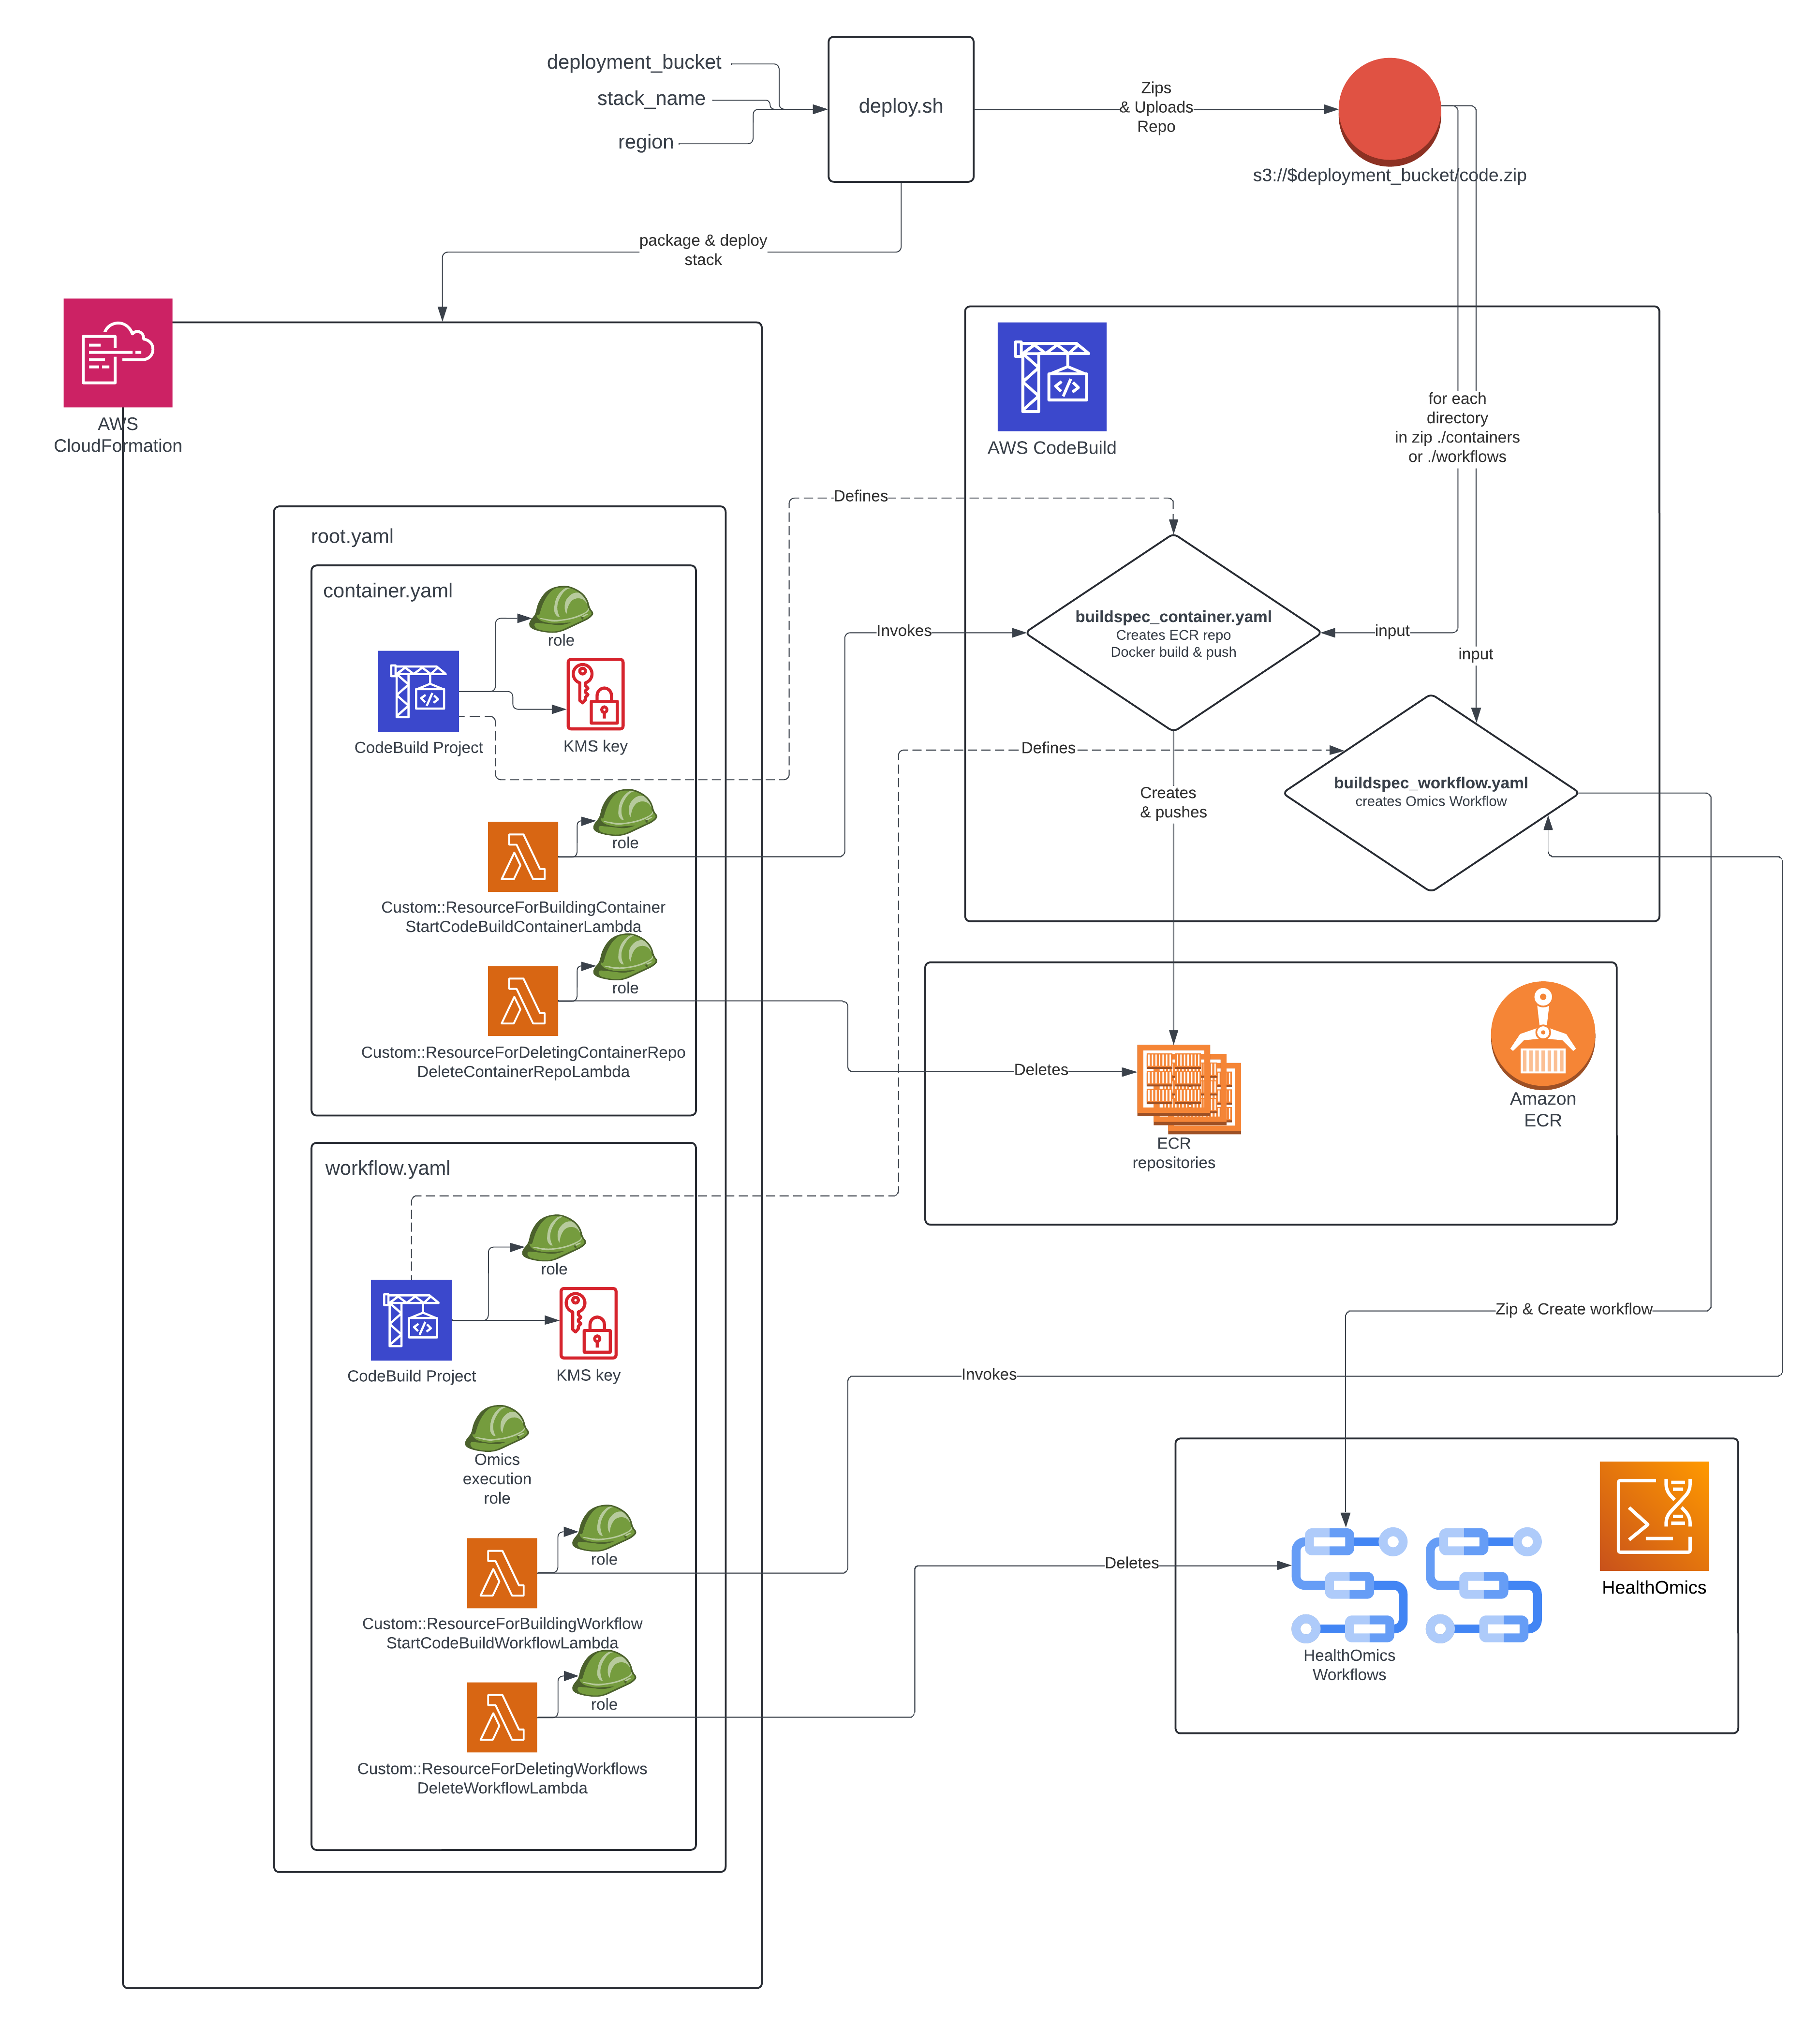 deployment_bucket
stack_name
region
deploy.sh
Zips
& Uploads
Repo
s3://$deployment_bucket/code.zip
package & deploy
stack
AWS
CloudFormation
AWS CodeBuild
for each
directory
in zip ./containers
or ./workflows
Defines
root.yaml
container.yaml
role
CodeBuild Project
KMS key
Invokes
buildspec_container.yaml
Creates ECR repo
Docker build & push
input
input
Defines
buildspec_workflow.yaml
creates Omics Workflow
Creates
& pushes
role
Custom::ResourceForBuildingContainer
StartCodeBuildContainerLambda
role
Custom::ResourceForDeletingContainerRepo
DeleteContainerRepoLambda
Deletes
ECR
repositories
Amazon
ECR
workflow.yaml
role
CodeBuild Project
KMS key
Zip & Create workflow
Invokes
Omics
execution
role
role
Custom::ResourceForBuildingWorkflow
StartCodeBuildWorkflowLambda
role
Custom::ResourceForDeletingWorkflows
DeleteWorkflowLambda
Deletes
HealthOmics
Workflows
HealthOmics